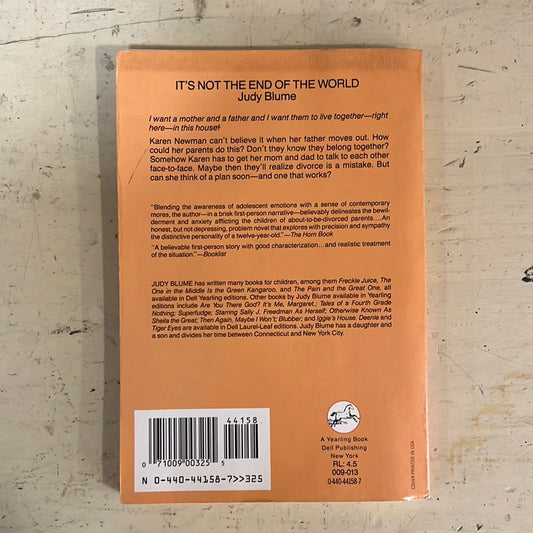 IT'S NOT THE END OF THE WORLD
Judy Blume
I want a mother and a father and I want them to live together—right
here—in this house!
Karen Newman can't believe it when her father moves out. How
could her parents do this? Don't they know they belong together?
Somehow Karen has to get her mom and dad to talk to each other
face-to-face. Maybe then they'll realize divorce is a mistake. But
can she think of a plan soon—and one that works?
"Blending the awareness of adolescent emotions with a sense of contemporary
mores, the author—in a brisk first-person narrative—believably delineates the bewil-
derment and anxiety afflicting the children of about-to-be-divorced parents....An
honest, but not depressing, problem novel that explores with precision and sympathy
the distinctive personality of a twelve-year-old."—The Horn Book
"A believable first-person story with good characterization...and realistic treatment
of the situation."—Booklist
JUDY BLUME has written many books for children, among them Freckle Juice, The
One in the Middle Is the Green Kangaroo, and The Pain and the Great One, all
available in Dell Yearling editions. Other books by Judy Blume available in Yearling
editions include Are You There God? It's Me, Margaret.; Tales of a Fourth Grade
Nothing; Superfudge; Starring Sally J. Freedman As Herself; Otherwise Known As
Sheila the Great; Then Again, Maybe I Won't; Blubber; and Iggie's House. Deenie and
Tiger Eyes are available in Dell Laurel-Leaf editions. Judy Blume has a daughter and
a son and divides her time between Connecticut and New York City.
44158
0 71009 00325 5
N 0-440-44158-7>>325
A Yearling Book
Dell Publishing
New York
RL: 4.5
009-013
0-440-44158-7
COVER PRINTED IN USA